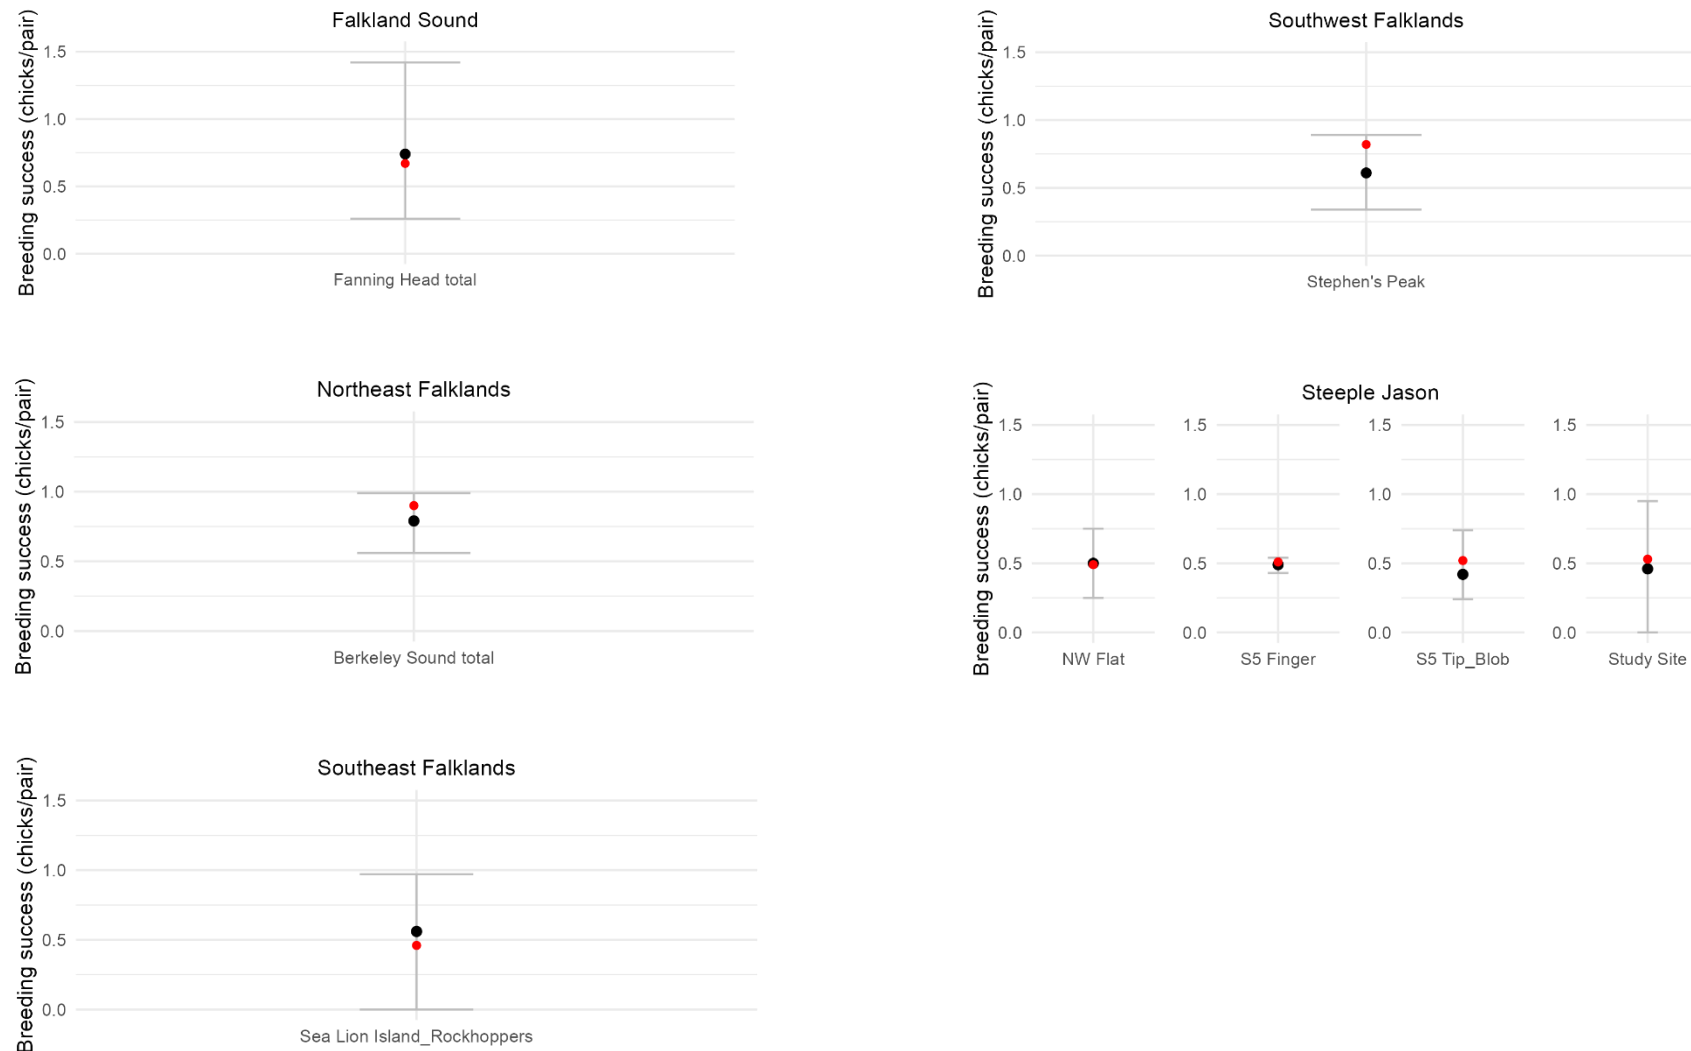 Falkland Sound
Breeding success (chicks/pair)
1.5
1.0
0.5
0.0
Fanning Head total
Southwest Falklands
Breeding success (chicks/pair)
1.5
1.0
0.5
0.0
Stephen's Peak
Northeast Falklands
Breeding success (chicks/pair)
1.5
1.0
0.5
0.0
Berkeley Sound total
Steeple Jason
Breeding success (chicks/pair)
1.5
1.0
0.5
0.0
NW Flat
1.5
1.0
0.5
0.0
S5 Finger
1.5
1.0
0.5
0.0
S5 Tip_Blob
1.5
1.0
0.5
0.0
Study Site
Southeast Falklands
Breeding success (chicks/pair)
1.5
1.0
0.5
0.0
Sea Lion Island_Rockhoppers